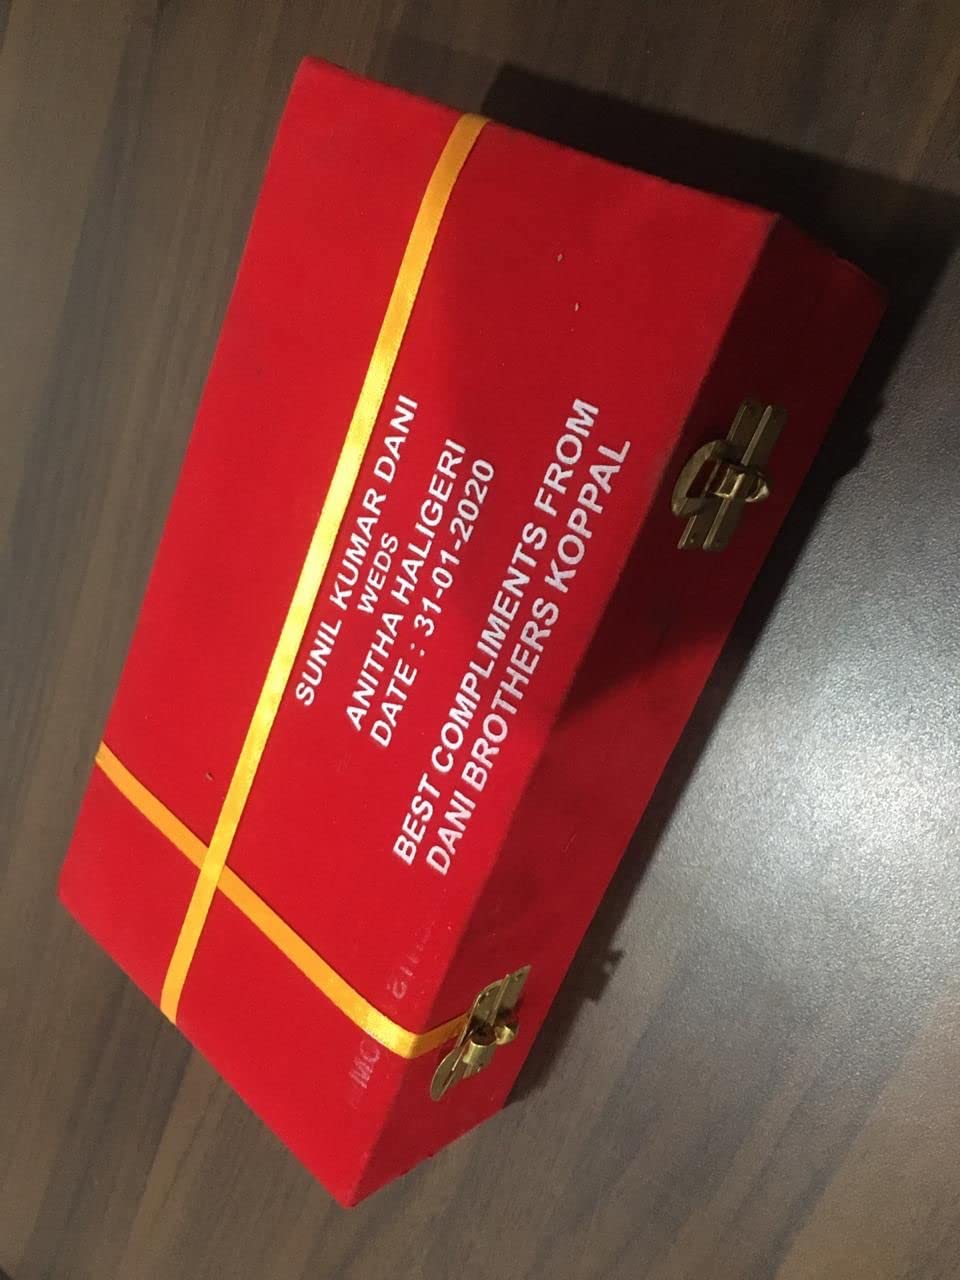 SUNIL KUMAR DANI
WEDS
ANITHA HALIGERI
DATE : 31-01-2020
BEST COMPLIMENTS FROM
DANI BROTHERS KOPPAL